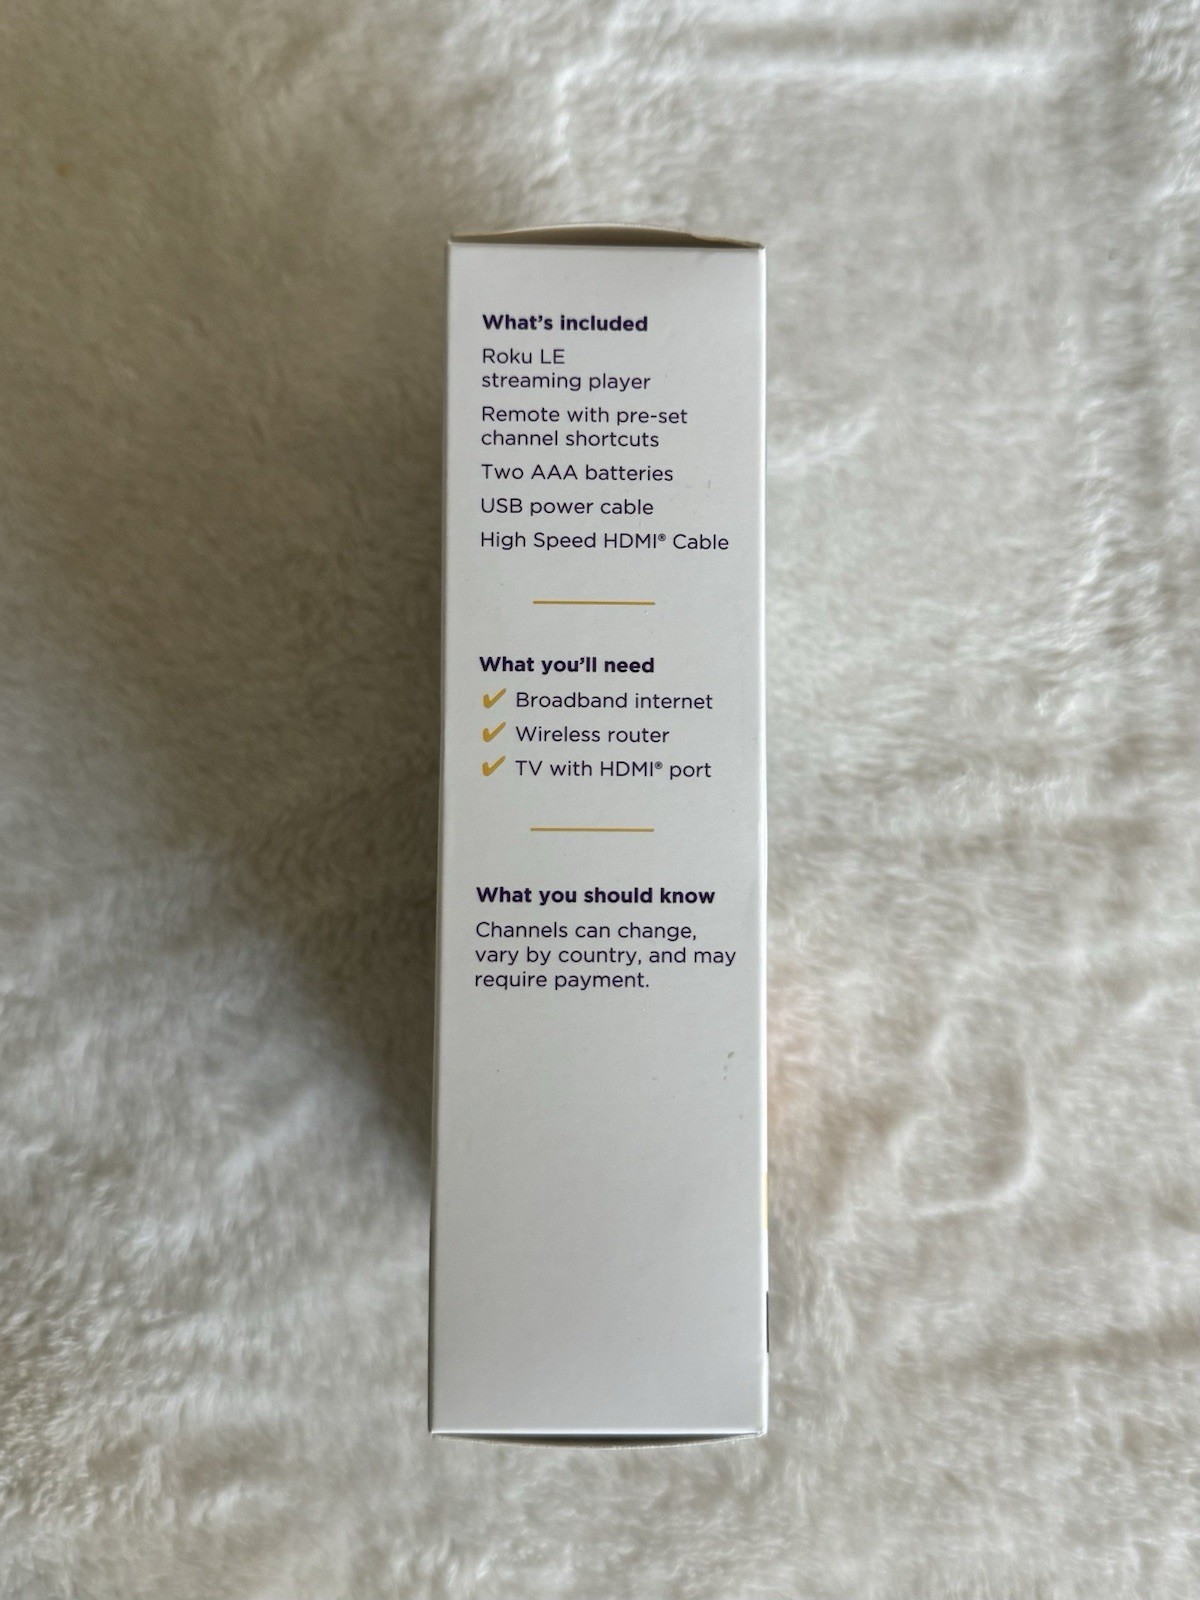 What's included
Roku LE
streaming player
Remote with pre-set
channel shortcuts
Two AAA batteries
USB power cable
High Speed HDMI® Cable
What you'll need
✔ Broadband internet
✔ Wireless router
✔ TV with HDMI® port
What you should know
Channels can change,
vary by country, and may
require payment.